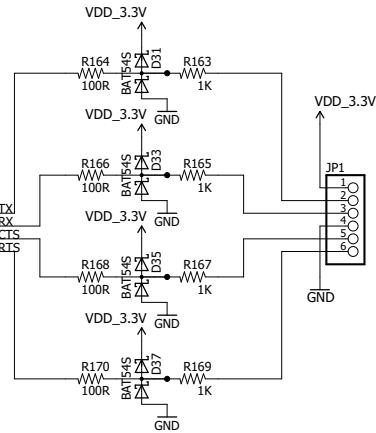 VDD_3.3V
R164
100R
BAT54S
D31
R163
1K
GND
VDD_3.3V
R166
100R
BAT54S
D33
R165
1K
GND
VDD_3.3V
JP1
1
2
3
4
5
6
GND
TX
RX
CTS
RTS
VDD_3.3V
R168
100R
BAT54S
D35
R167
1K
GND
VDD_3.3V
R170
100R
BAT54S
D37
R169
1K
GND